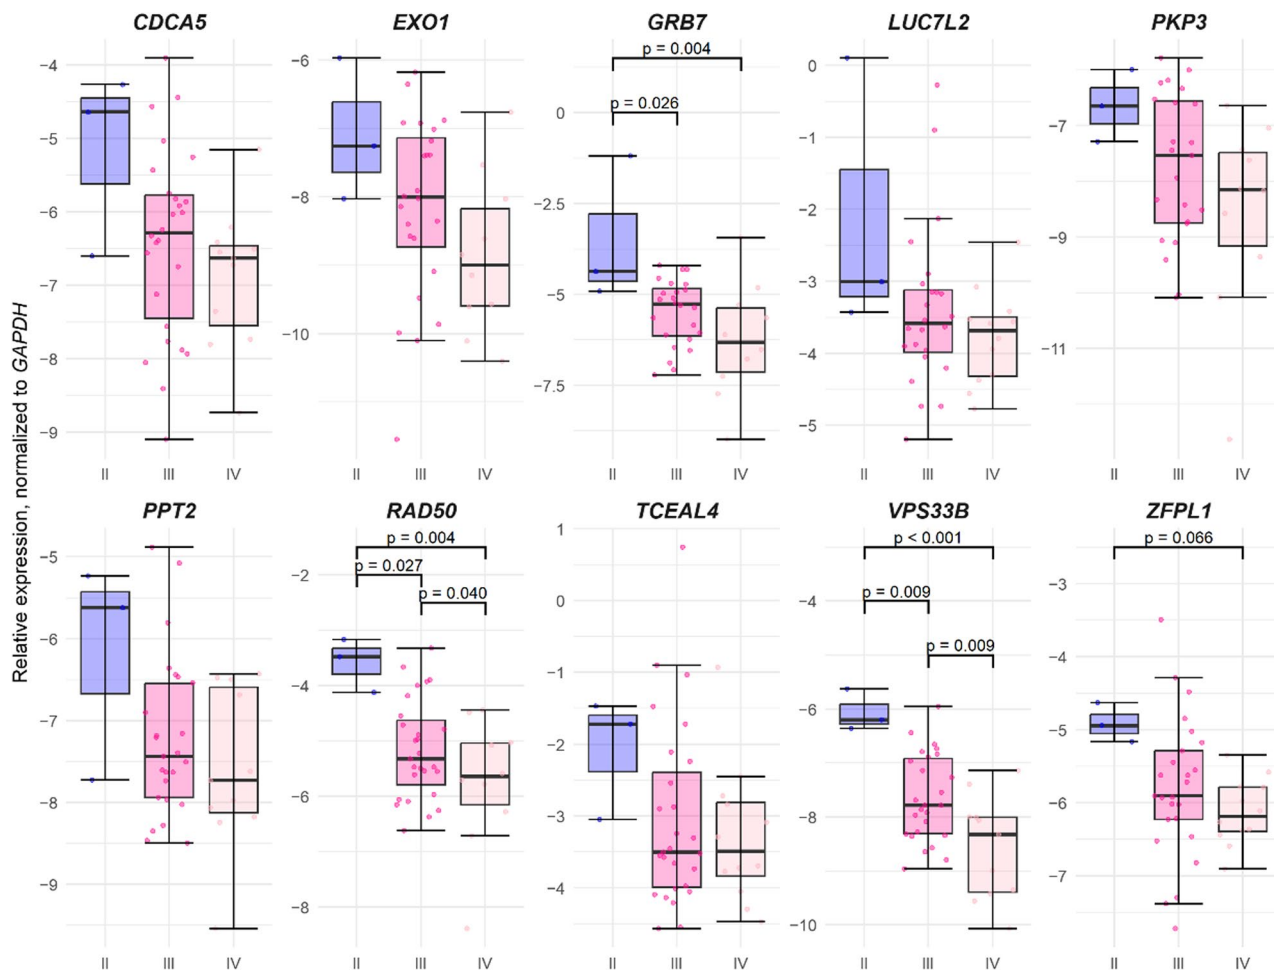 CDCA5 EXO1 GRB7 LUC7L2 PKP3
Relative expression, normalized to GAPDH
−4
−5
−6
−7
−8
−9
II III IV
−6
−8
−10
II III IV
p = 0.004
p = 0.026
0
−2.5
−5
−7.5
II III IV
0
−1
−2
−3
−4
−5
II III IV
−7
−9
−11
II III IV
PPT2 RAD50 TCEAL4 VPS33B ZFPL1
−5
−6
−7
−8
−9
II III IV
p = 0.004
p = 0.027
p = 0.040
−2
−4
−6
−8
II III IV
1
0
−1
−2
−3
−4
II III IV
p < 0.001
p = 0.009
p = 0.009
−4
−6
−8
−10
II III IV
p = 0.066
−3
−4
−5
−6
−7
II III IV